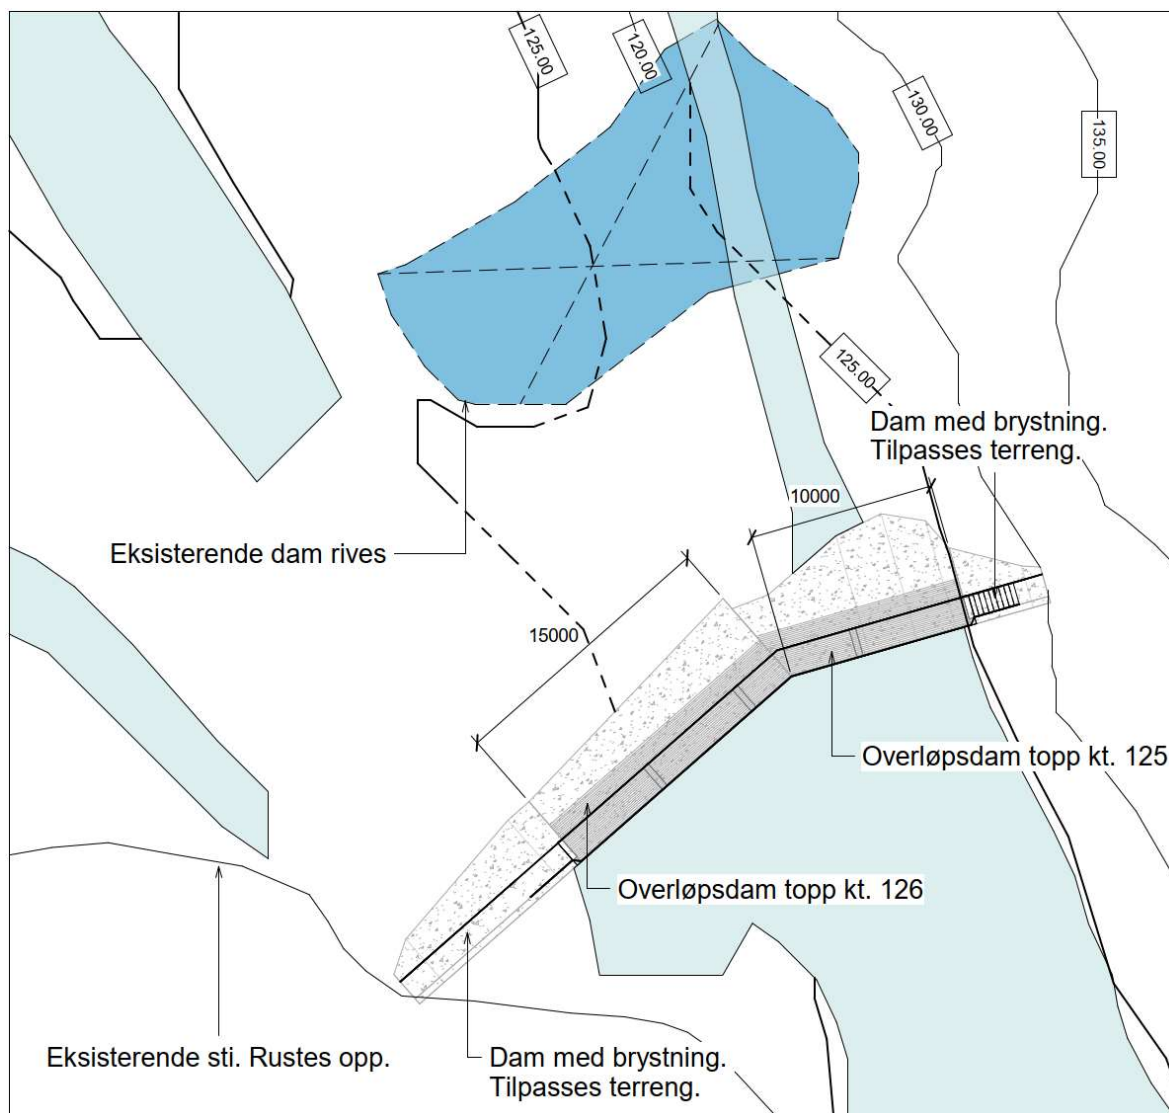 125.00
120.00
130.00
135.00
125.00
Dam med brystning.
Tilpasses terreng.
10000
Eksisterende dam rives
15000
Overløpsdam topp kt. 125
Overløpsdam topp kt. 126
Eksisterende sti. Rustes opp.
Dam med brystning.
Tilpasses terreng.